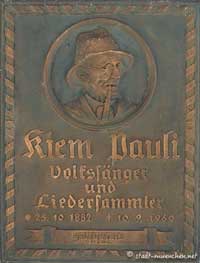 Kiem Pauli
Volkssänger
und
Liedersammler
* 25.10.1882 + 10.9.1960
© stadt-muenchen.net